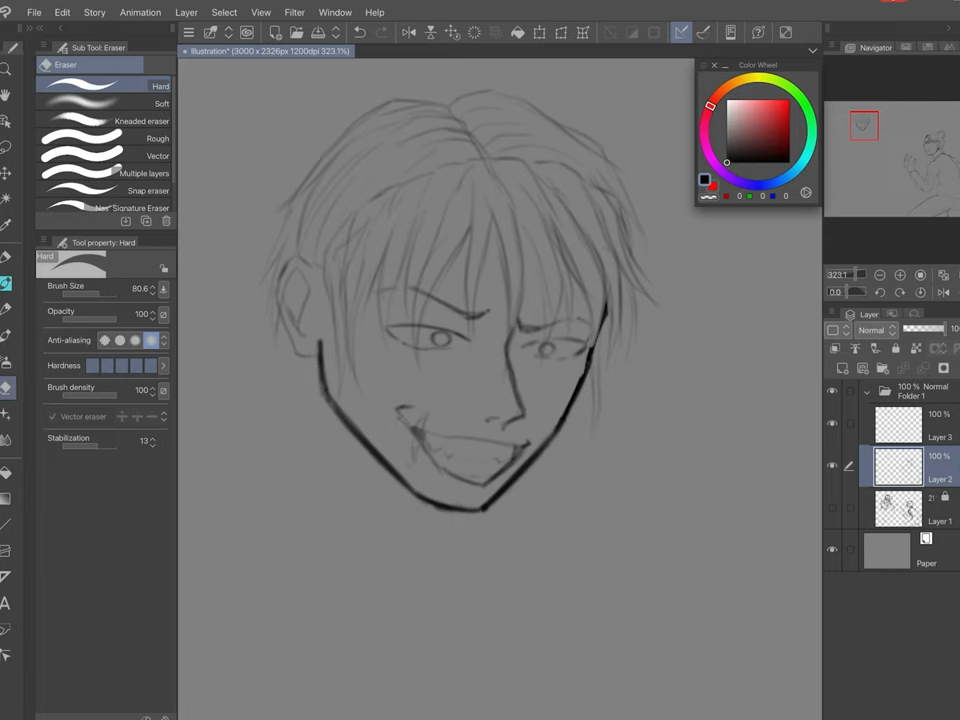 File Edit Story Animation Layer Select View Filter Window Help
Sub Tool: Eraser
Illustration* (3000 x 2326px 1200dpi 323.1%)
Eraser
Hard
Soft
Kneaded eraser
Rough
Vector
Multiple layers
Snap eraser
Nas' Signature Eraser
Tool property: Hard
Hard
Brush Size 80.6
Opacity 100
Anti-aliasing
Hardness
Brush density 100
Vector eraser
Stabilization 13
Color Wheel
0 0 0
Navigator
323.1
0.0
Layer
Normal
100 % Normal
Folder 1
100 %
Layer 3
100 %
Layer 2
Layer 1
Paper